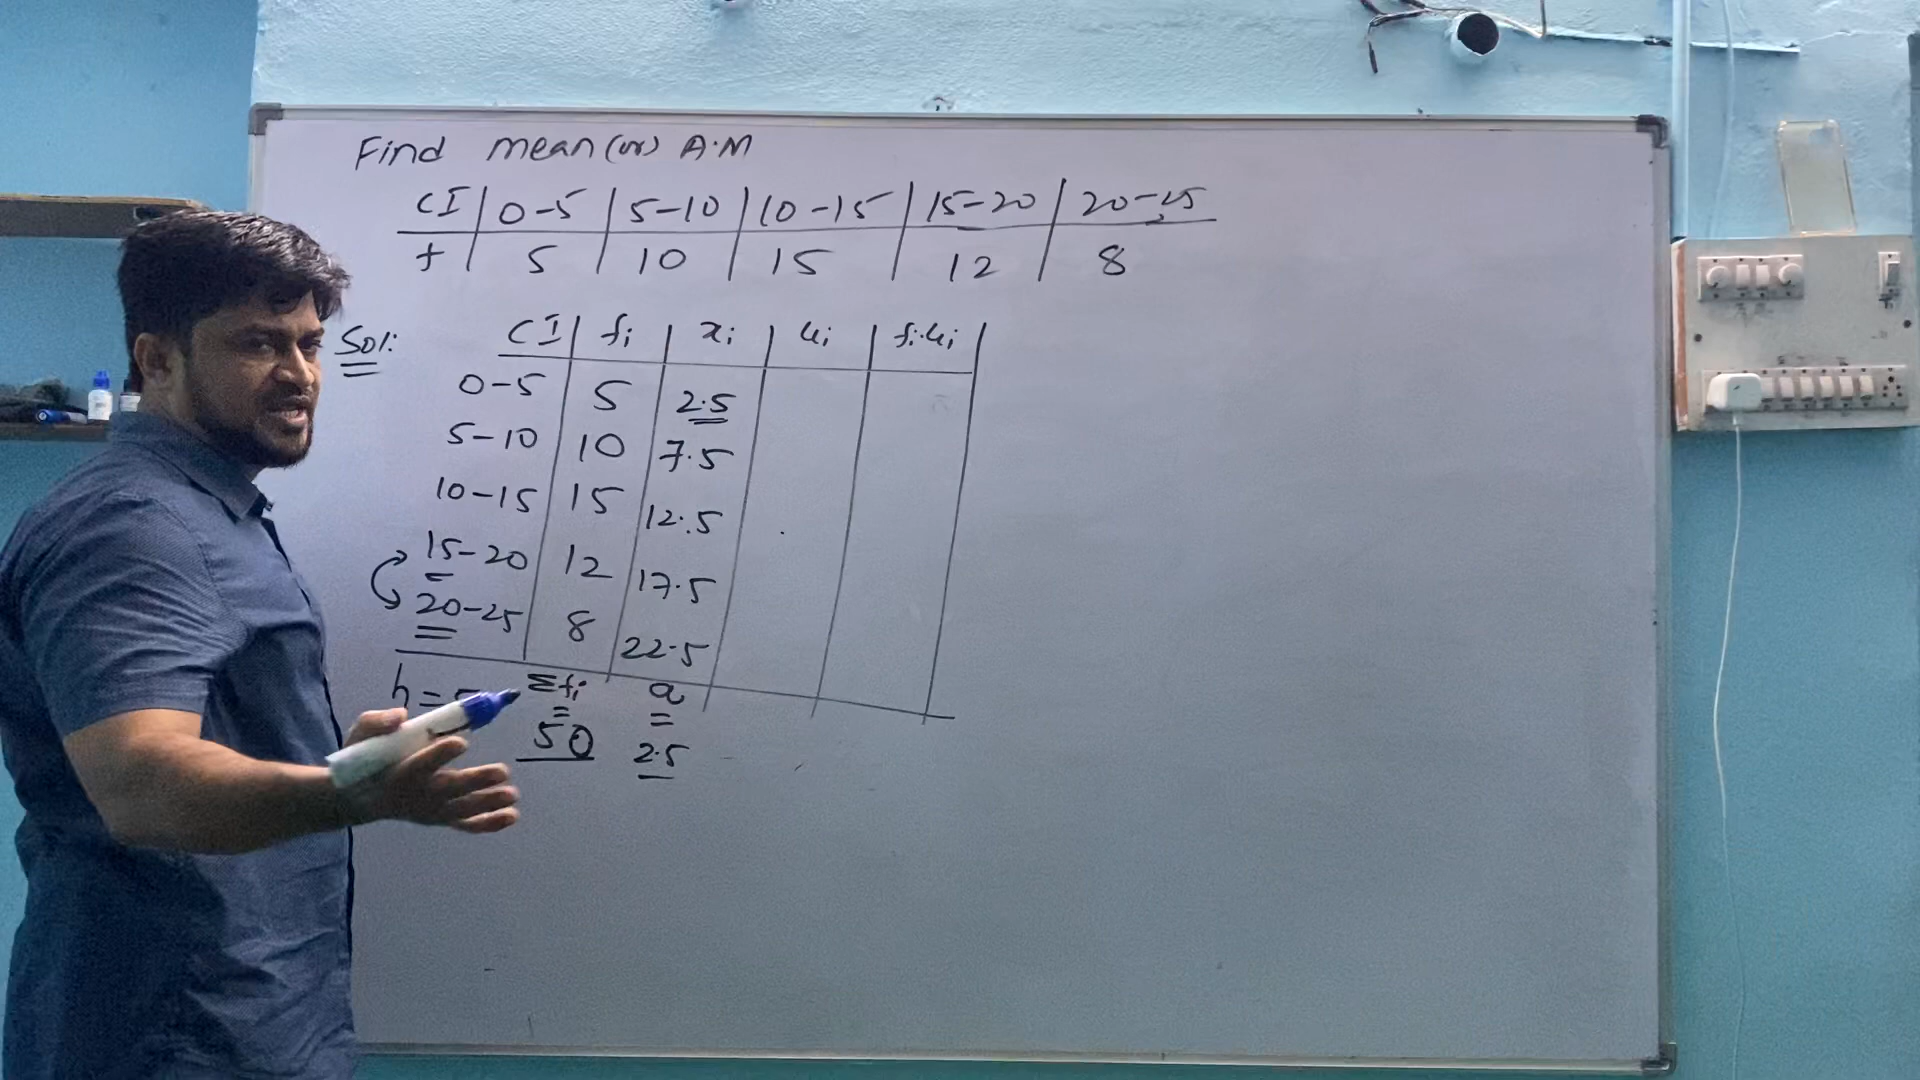 Find mean (or) A.M
CI | 0-5 | 5-10 | 10-15 | 15-20 | 20-25
f | 5 | 10 | 15 | 12 | 8
Sol:
CI | fi | xi | ui | fi.ui
0-5 | 5 | 2.5
5-10 | 10 | 7.5
10-15 | 15 | 12.5
15-20 | 12 | 17.5
20-25 | 8 | 22.5
h = Σfi a
50 2.5